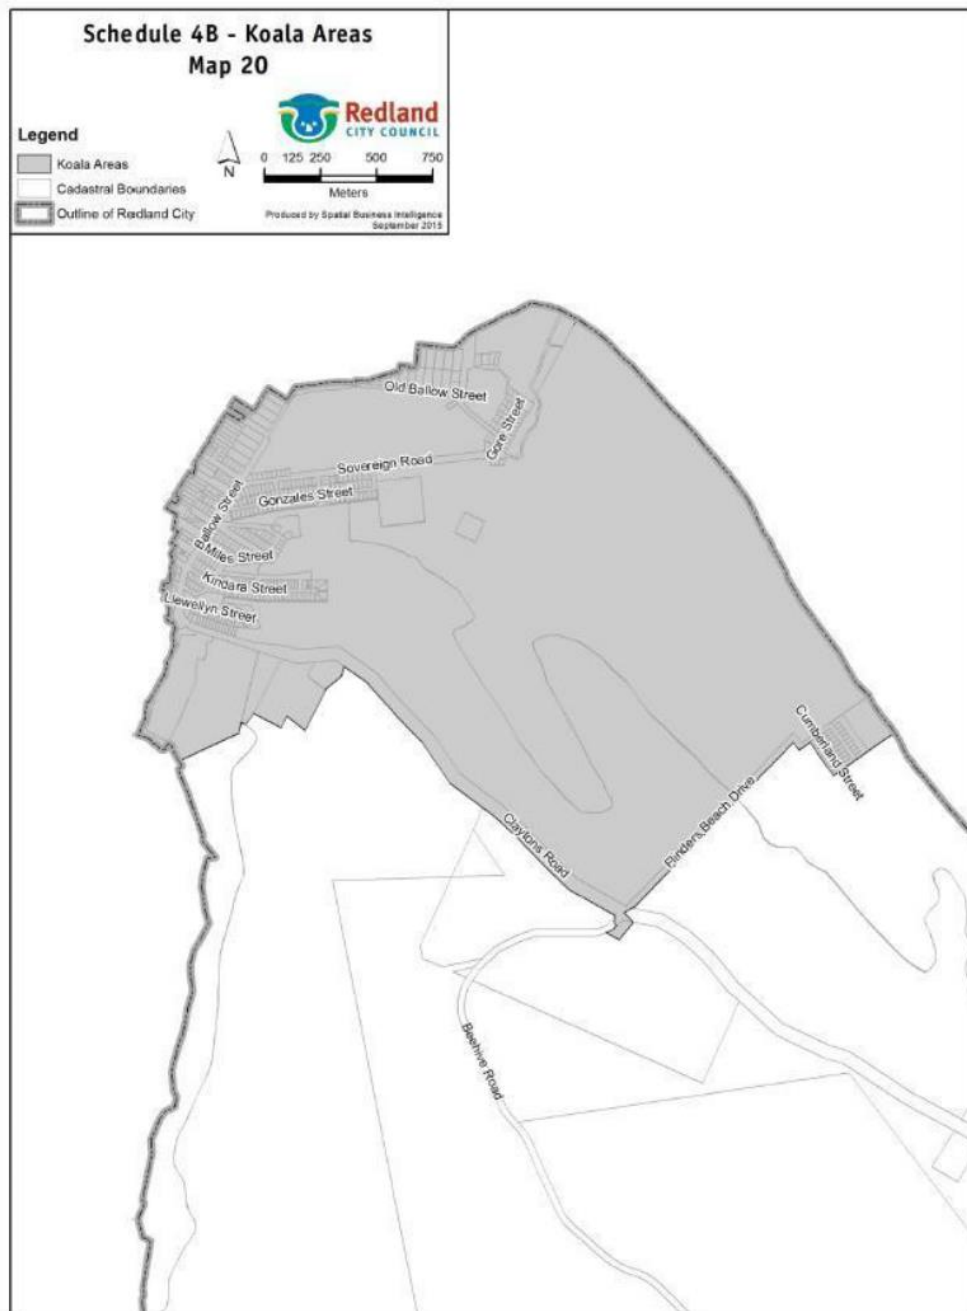 Schedule 4B - Koala Areas
Map 20
Redland
CITY COUNCIL
Legend
Koala Areas
Cadastral Boundaries
Outline of Redland City
N
0 125 250 500 750
Meters
Produced by Spatial Business Intelligence
September 2015
Old Ballow Street
Gore Street
Sovereign Road
Gonzales Street
Ballow Street
Miles Street
Kindara Street
Llewellyn Street
Cumberland Street
Flinders Beach Drive
Claytons Road
Beehive Road